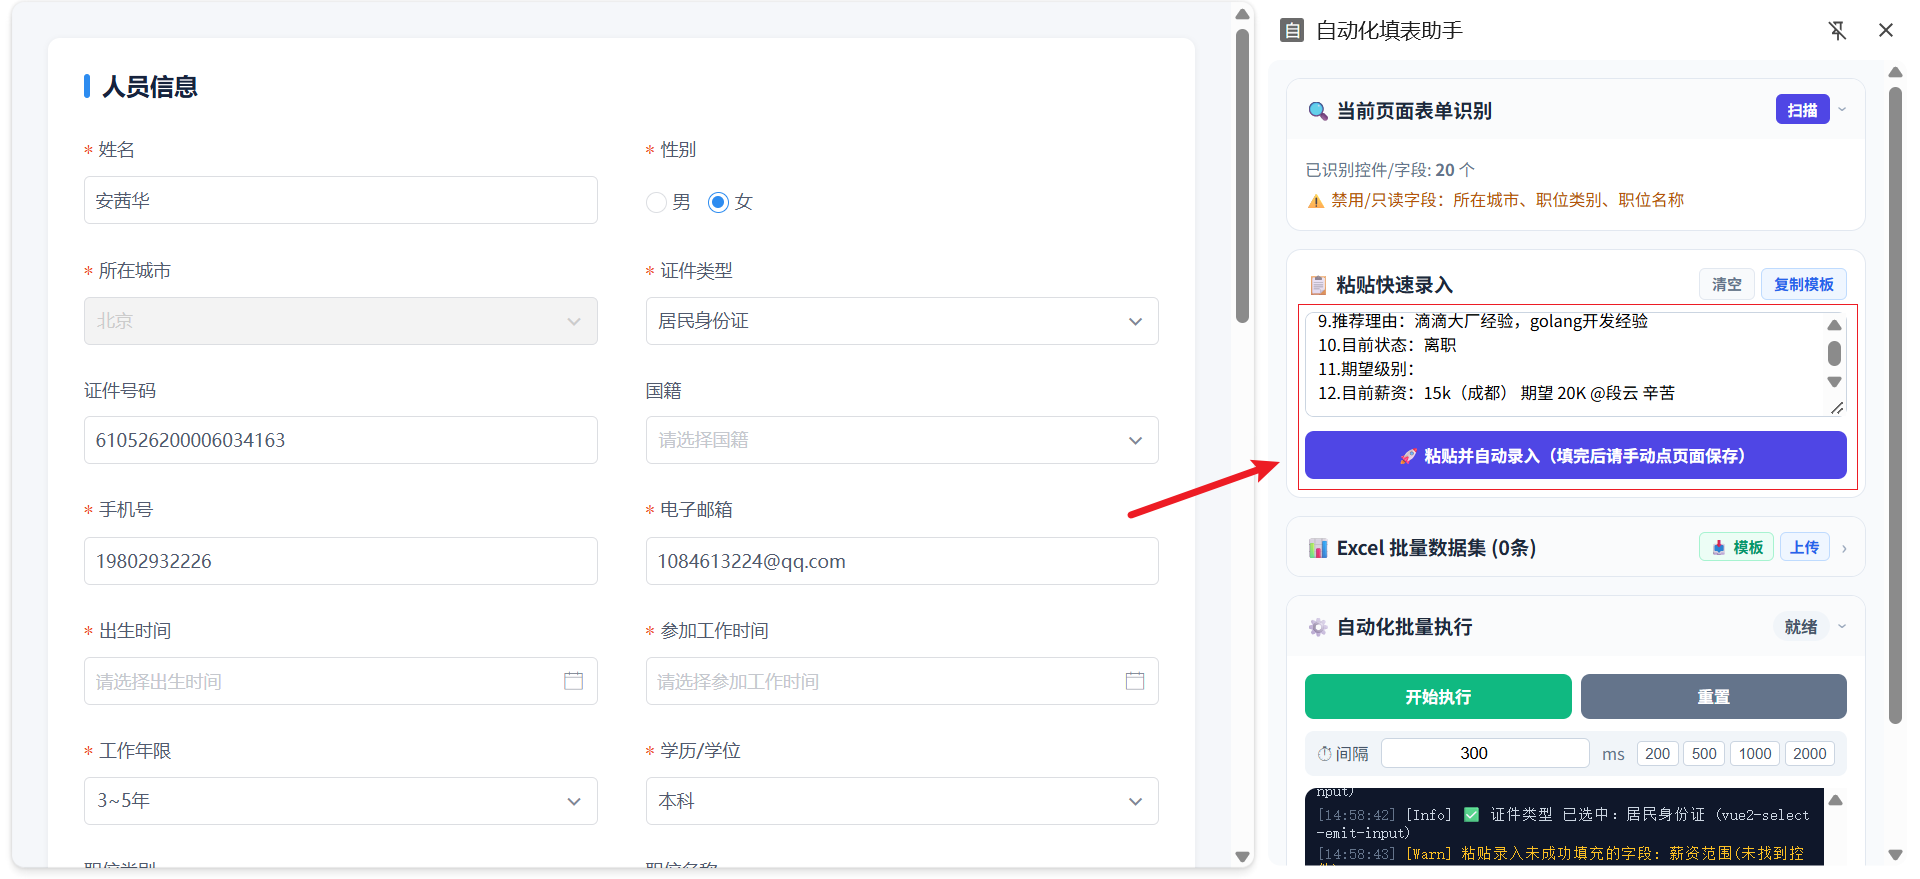 人员信息
* 姓名
安茜华
* 性别
男
女
* 所在城市
北京
* 证件类型
居民身份证
证件号码
610526200006034163
国籍
请选择国籍
* 手机号
19802932226
* 电子邮箱
1084613224@qq.com
* 出生时间
请选择出生时间
* 参加工作时间
请选择参加工作时间
* 工作年限
3~5年
* 学历/学位
本科
职位类别
职位名称
自 自动化填表助手
当前页面表单识别
扫描
已识别控件/字段: 20 个
禁用/只读字段：所在城市、职位类别、职位名称
粘贴快速录入
清空
复制模板
9.推荐理由：滴滴大厂经验，golang开发经验
10.目前状态：离职
11.期望级别：
12.目前薪资：15k（成都） 期望 20K @段云 辛苦
粘贴并自动录入（填完后请手动点页面保存）
Excel 批量数据集 (0条)
模板
上传
自动化批量执行
就绪
开始执行
重置
间隔
300
ms
200
500
1000
2000
nput)
[14:58:42] [Info] ✅ 证件类型 已选中: 居民身份证 (vue2-select
-emit-input)
[14:58:43] [Warn] 粘贴录入未成功填充的字段: 薪资范围(未找到控